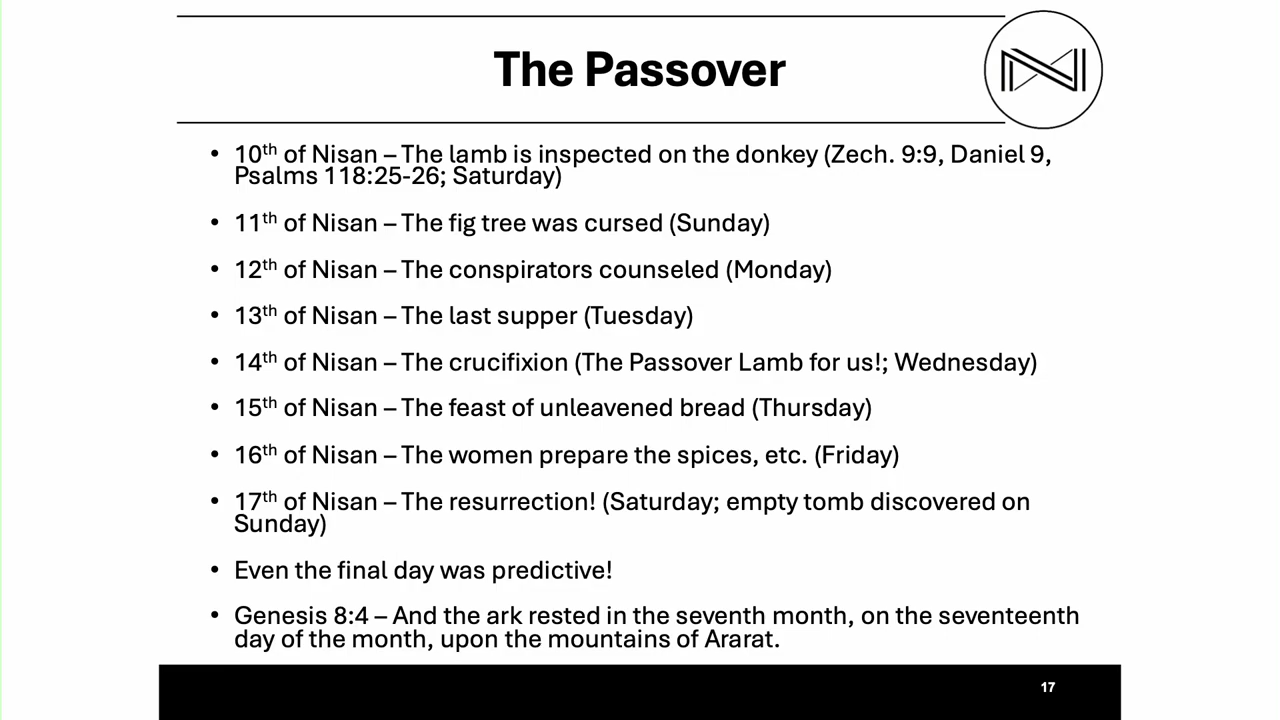 The Passover
• 10th of Nisan – The lamb is inspected on the donkey (Zech. 9:9, Daniel 9,
Psalms 118:25-26; Saturday)
• 11th of Nisan – The fig tree was cursed (Sunday)
• 12th of Nisan – The conspirators counseled (Monday)
• 13th of Nisan – The last supper (Tuesday)
• 14th of Nisan – The crucifixion (The Passover Lamb for us!; Wednesday)
• 15th of Nisan – The feast of unleavened bread (Thursday)
• 16th of Nisan – The women prepare the spices, etc. (Friday)
• 17th of Nisan – The resurrection! (Saturday; empty tomb discovered on
Sunday)
• Even the final day was predictive!
• Genesis 8:4 – And the ark rested in the seventh month, on the seventeenth
day of the month, upon the mountains of Ararat.
17